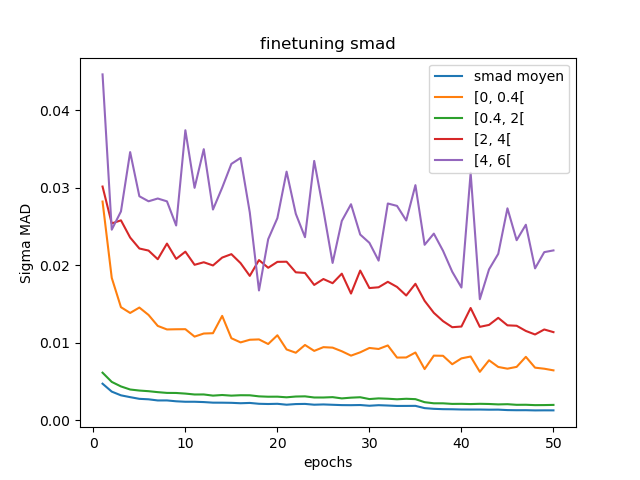 finetuning smad
smad moyen
[0, 0.4[
[0.4, 2[
[2, 4[
[4, 6[
Sigma MAD
0.04
0.03
0.02
0.01
0.00
0 10 20 30 40 50
epochs